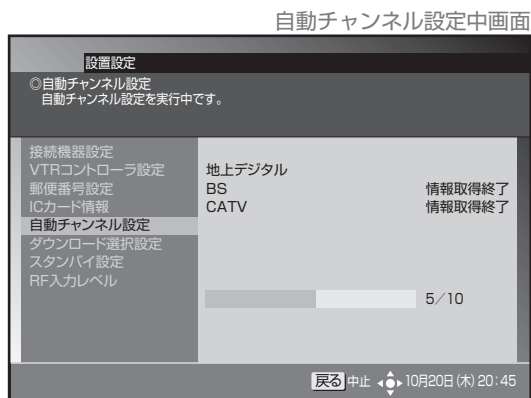 自動チャンネル設定中画面
設置設定
◎自動チャンネル設定
自動チャンネル設定を実行中です。
接続機器設定
VTRコントローラ設定
郵便番号設定
ICカード情報
自動チャンネル設定
ダウンロード選択設定
スタンバイ設定
RF入力レベル
地上デジタル
BS 情報取得終了
CATV 情報取得終了
5／10
戻る 中止 10月20日(木) 20:45